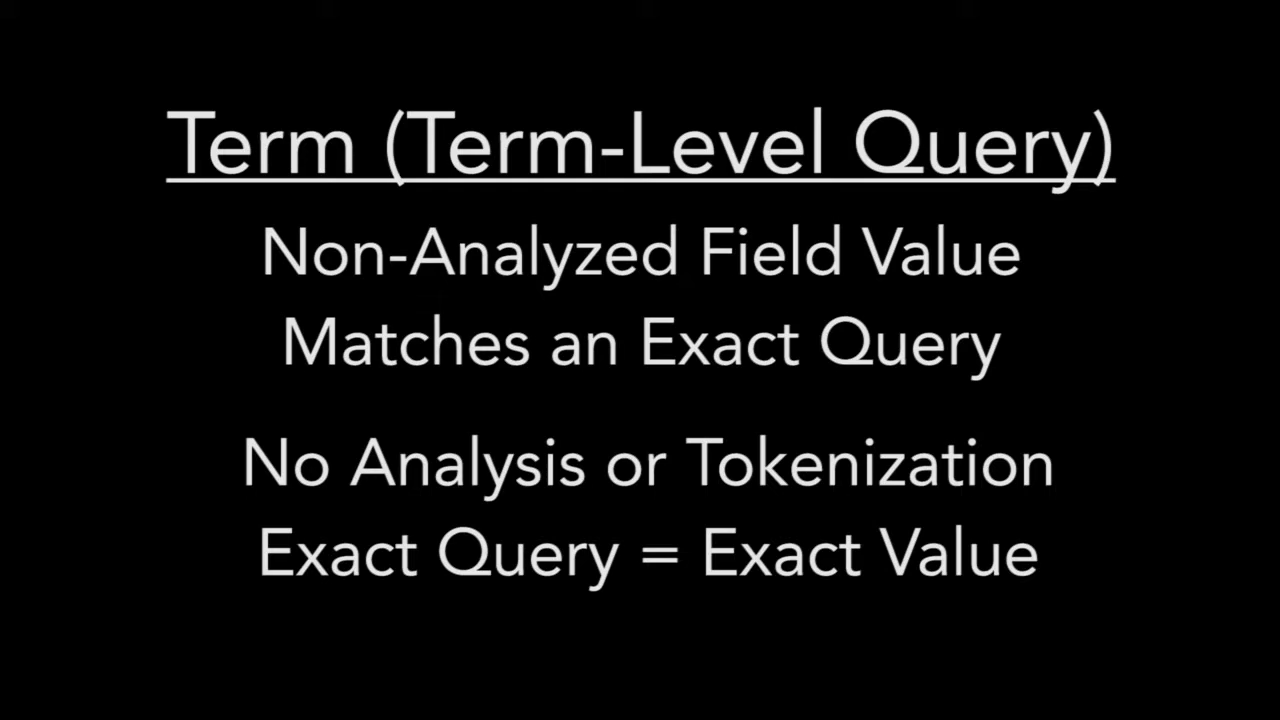 Term (Term-Level Query)
Non-Analyzed Field Value
Matches an Exact Query
No Analysis or Tokenization
Exact Query = Exact Value